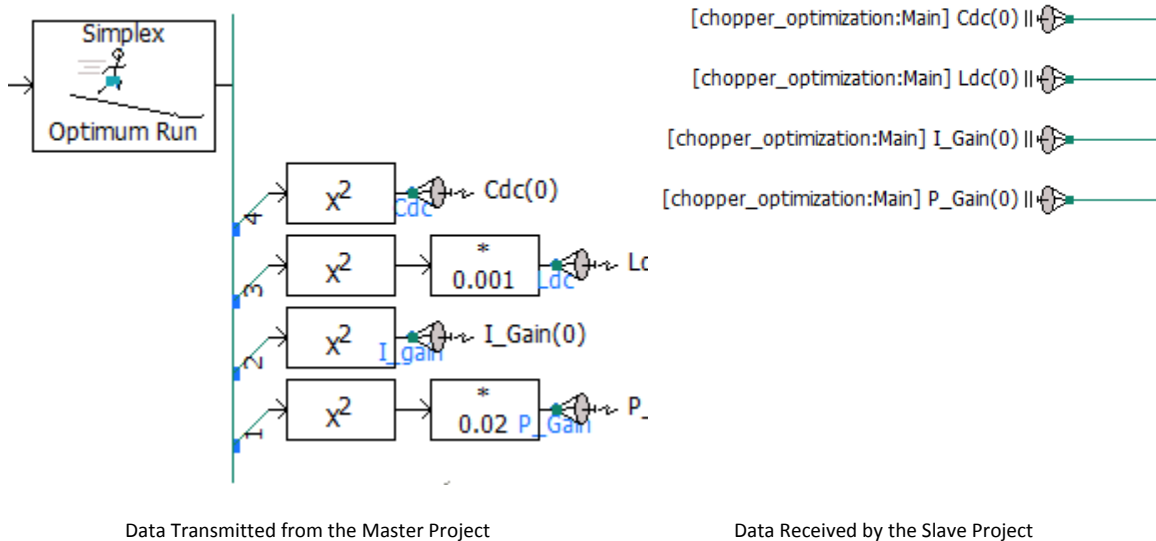 Simplex
Optimum Run
4
X2
Cdc
Cdc(0)
3
X2
*
0.001
Ldc
2
X2
I_gain
I_Gain(0)
1
X2
*
0.02
P_Gain
P_
[chopper_optimization:Main] Cdc(0)
[chopper_optimization:Main] Ldc(0)
[chopper_optimization:Main] I_Gain(0)
[chopper_optimization:Main] P_Gain(0)
Data Transmitted from the Master Project
Data Received by the Slave Project